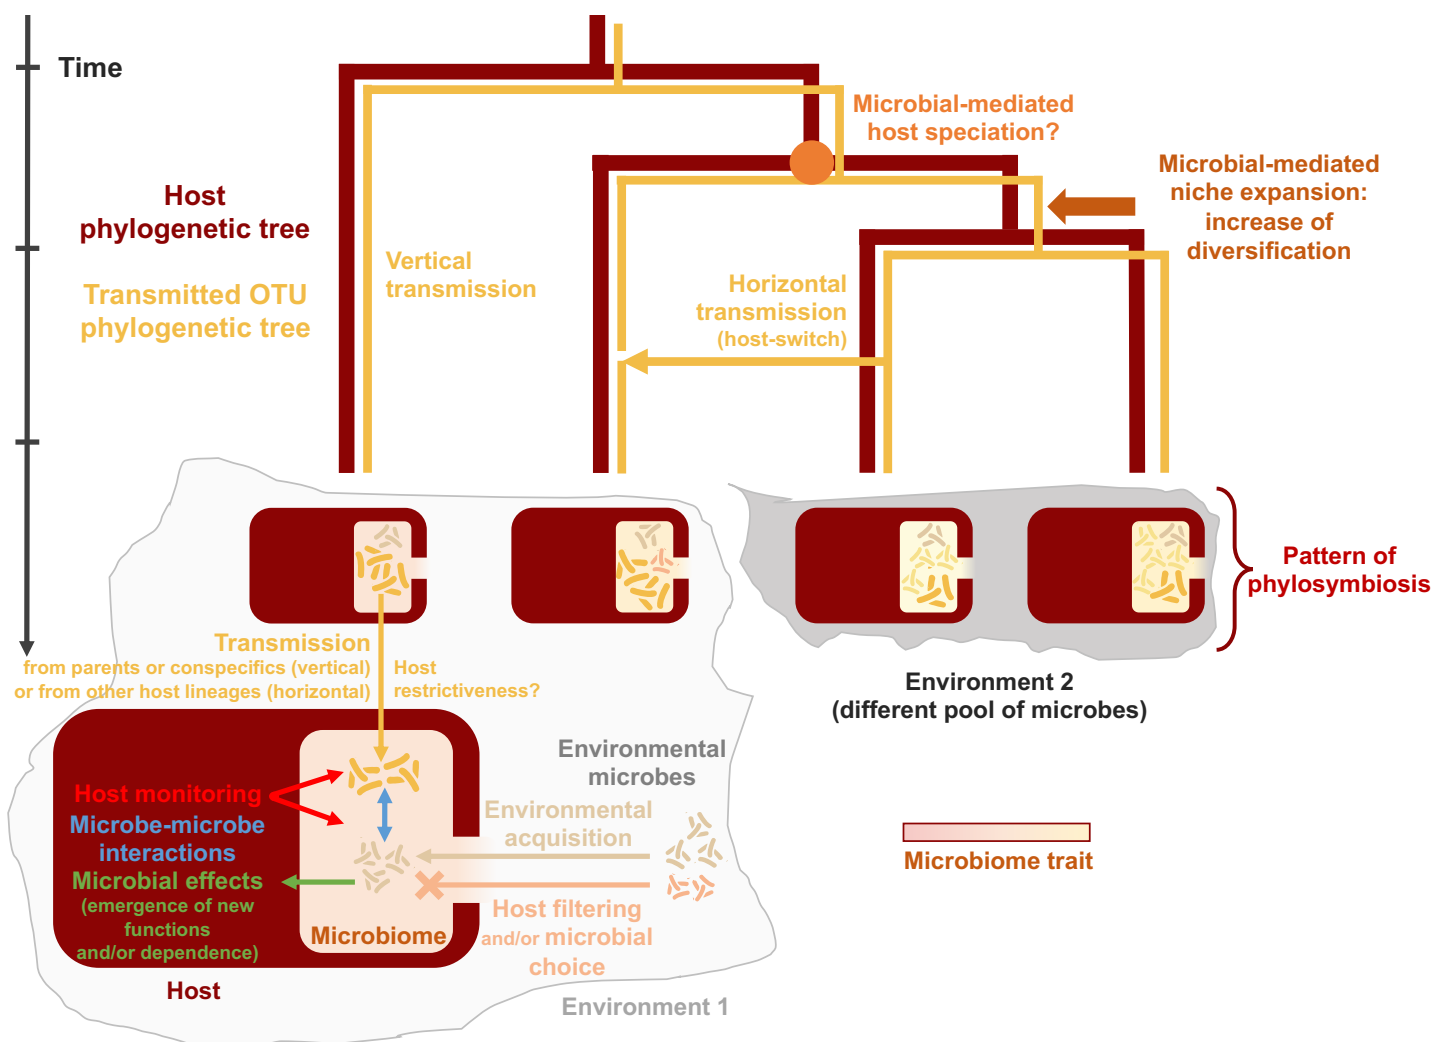 Time
Microbial-mediated
host speciation?
Microbial-mediated
niche expansion:
increase of
diversification
Host
phylogenetic tree
Transmitted OTU
phylogenetic tree
Vertical
transmission
Horizontal
transmission
(host-switch)
Pattern of
phylosymbiosis
Transmission
from parents or conspecifics (vertical)
or from other host lineages (horizontal)
Host
restrictiveness?
Environment 2
(different pool of microbes)
Environmental
microbes
Host monitoring
Microbe-microbe
interactions
Microbial effects
(emergence of new
functions
and/or dependence)
Environmental
acquisition
Host filtering
and/or microbial
choice
Microbiome
Host
Environment 1
Microbiome trait